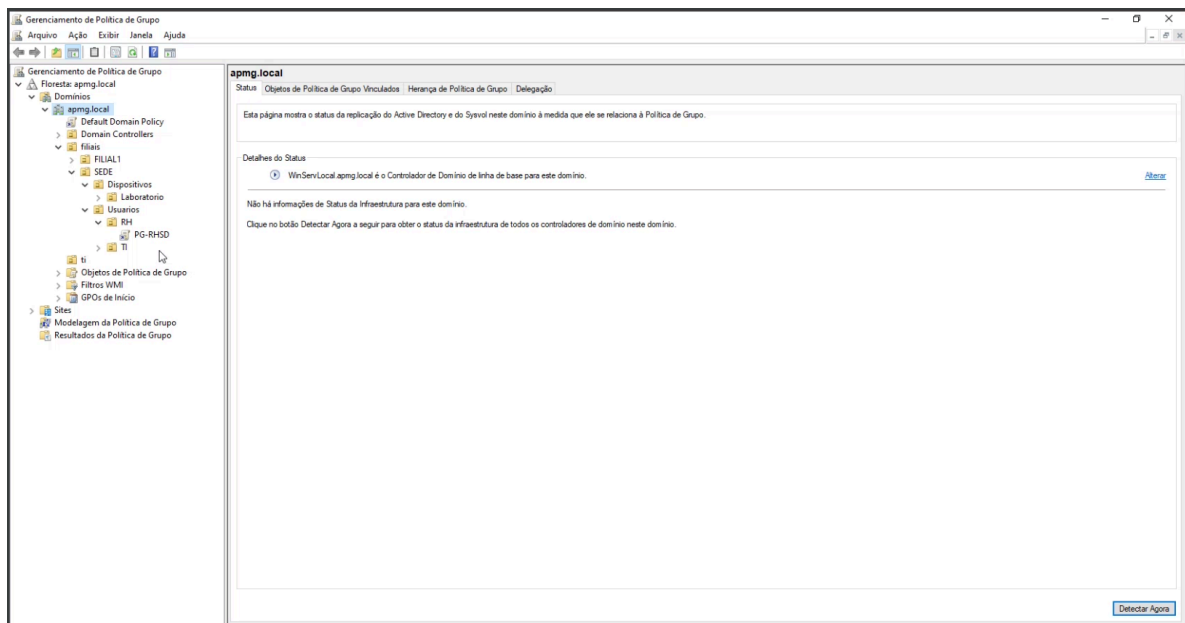 Gerenciamento de Política de Grupo
Arquivo Ação Exibir Janela Ajuda
Gerenciamento de Política de Grupo
Floresta: apmg.local
Domínios
apmg.local
Default Domain Policy
Domain Controllers
filiais
FILIAL1
SEDE
Dispositivos
Laboratorio
Usuarios
RH
PG-RHSD
TI
ti
Objetos de Política de Grupo
Filtros WMI
GPOs de Início
Sites
Modelagem da Política de Grupo
Resultados da Política de Grupo
apmg.local
Status Objetos de Política de Grupo Vinculados Herança de Política de Grupo Delegação
Esta página mostra o status da replicação do Active Directory e do Sysvol neste domínio à medida que ele se relaciona à Política de Grupo.
Detalhes do Status
WinServLocal.apmg.local é o Controlador de Domínio de linha de base para este domínio. Alterar
Não há informações de Status da Infraestrutura para este domínio.
Clique no botão Detectar Agora a seguir para obter o status da infraestrutura de todos os controladores de domínio neste domínio.
Detectar Agora